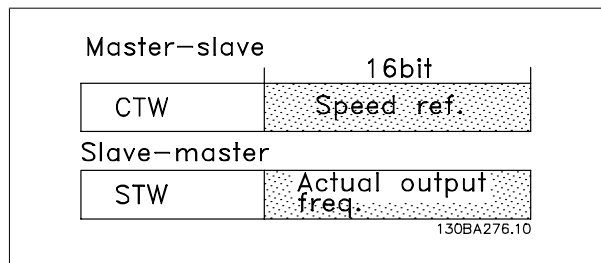 Master-slave
16bit
CTW
Speed ref.
Slave-master
STW
Actual output
freq.
130BA276.10